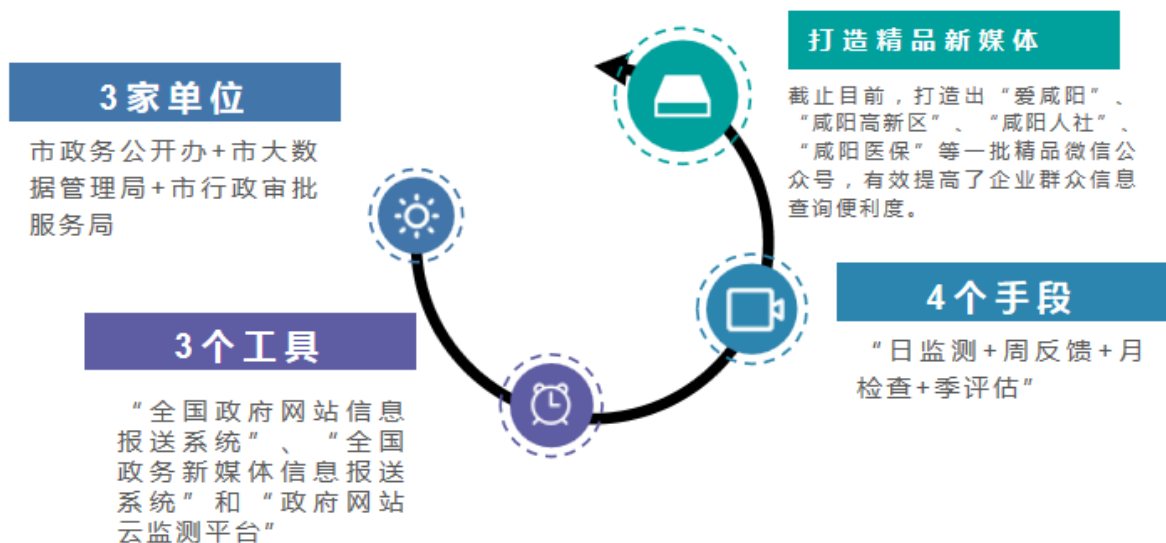 3家单位
市政务公开办+市大数
据管理局+市行政审批
服务局
3个工具
“全国政府网站信息
报送系统”、“全国
政务新媒体信息报送
系统”和“政府网站
云监测平台”
4个手段
“日监测+周反馈+月
检查+季评估”
打造精品新媒体
截止目前，打造出“爱咸阳”、
“咸阳高新区”、“咸阳人社”、
“咸阳医保”等一批精品微信公
众号，有效提高了企业群众信息
查询便利度。